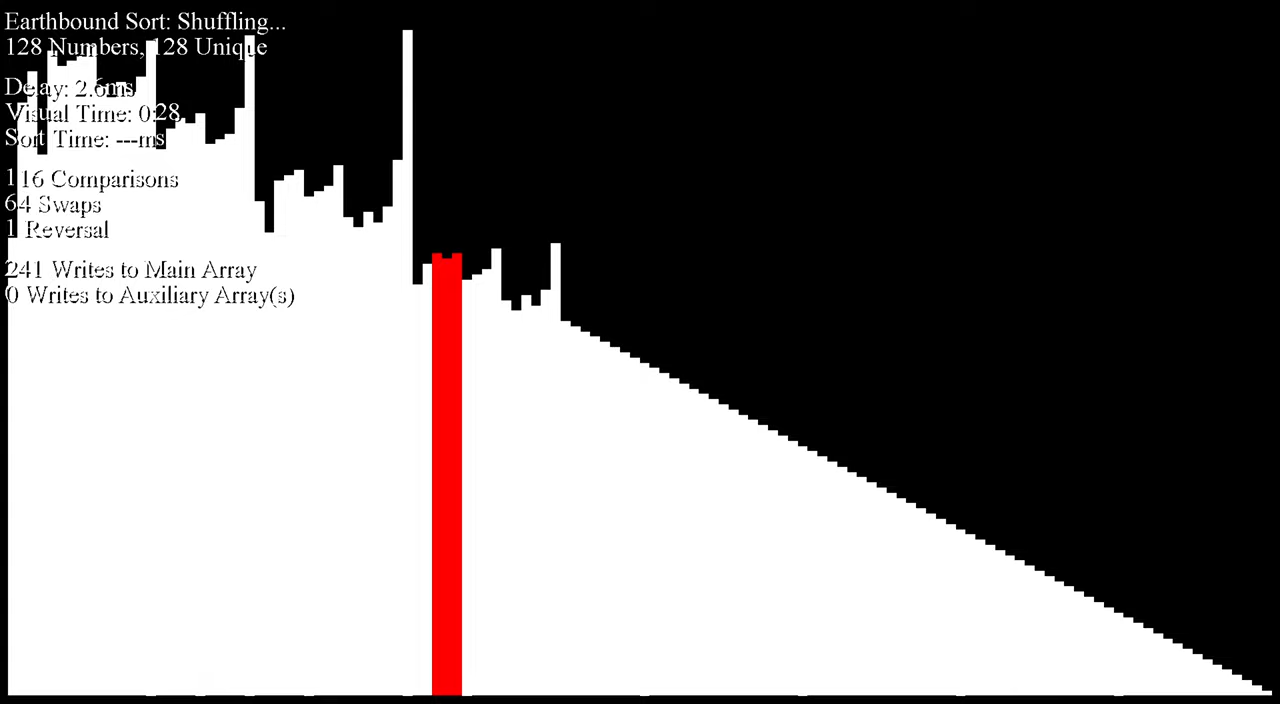 Earthbound Sort: Shuffling...
128 Numbers, 128 Unique
Delay: 2.6ms
Visual Time: 0:28
Sort Time: ---ms
116 Comparisons
64 Swaps
1 Reversal
241 Writes to Main Array
0 Writes to Auxiliary Array(s)